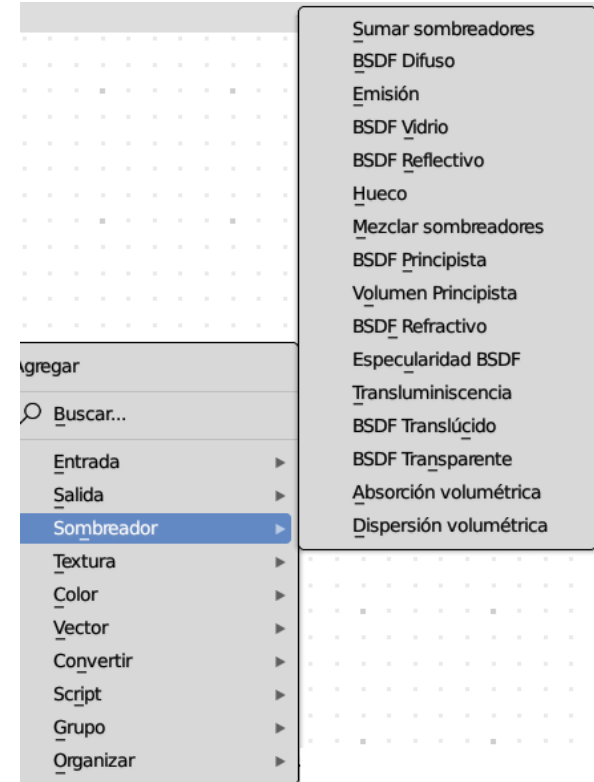 Sumar sombreadores
BSDF Difuso
Emisión
BSDF Vidrio
BSDF Reflectivo
Hueco
Mezclar sombreadores
BSDF Principista
Volumen Principista
BSDF Refractivo
Especularidad BSDF
Transluminiscencia
BSDF Translúcido
BSDF Transparente
Absorción volumétrica
Dispersión volumétrica
Agregar
Buscar...
Entrada
Salida
Sombreador
Textura
Color
Vector
Convertir
Script
Grupo
Organizar